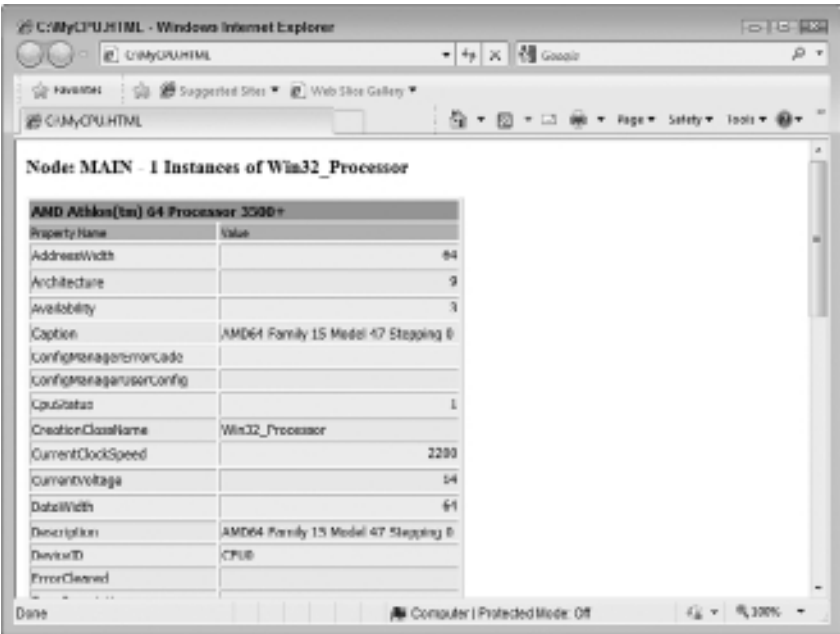 C:\MyCPU.HTML - Windows Internet Explorer
C:\MyCPU.HTML Google
Favorites Suggested Sites Web Slice Gallery
C:\MyCPU.HTML Page Safety Tools
Node: MAIN - 1 Instances of Win32_Processor
AMD Athlon(tm) 64 Processor 3500+
Property Name Value
AddressWidth 64
Architecture 9
Availability 3
Caption AMD64 Family 15 Model 47 Stepping 0
ConfigManagerErrorCode
ConfigManagerUserConfig
CpuStatus 1
CreationClassName Win32_Processor
CurrentClockSpeed 2200
CurrentVoltage 14
DataWidth 64
Description AMD64 Family 15 Model 47 Stepping 0
DeviceID CPU0
ErrorCleared
Done Computer | Protected Mode: Off 100%